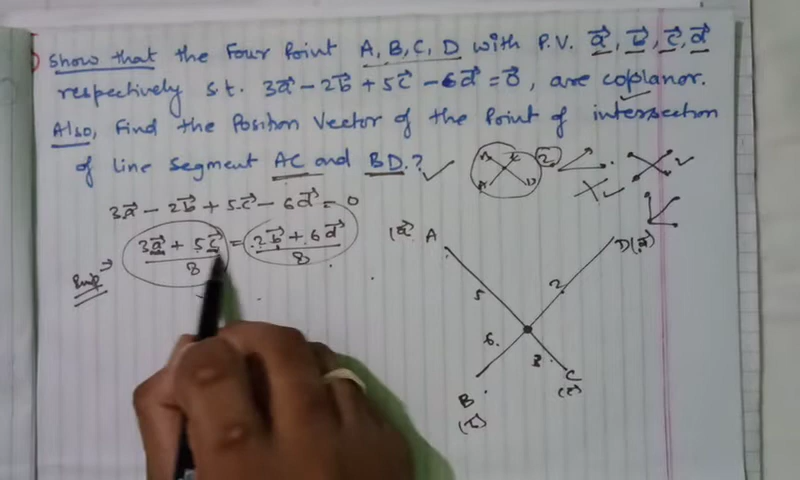 Show that the Four Point A, B, C, D with P.V. a⃗, b⃗, c⃗, d⃗
respectively s.t. 3a⃗ - 2b⃗ + 5c⃗ - 6d⃗ = 0⃗, are coplanar.
Also, Find the Position Vector of the Point of intersection
of line segment AC and BD.?
3a⃗ - 2b⃗ + 5c⃗ - 6d⃗ = 0
3a⃗ + 5c⃗ = 2b⃗ + 6d⃗
8 8
(a⃗) A
D(d⃗)
5 2
6. 3
B C
(b⃗) (c⃗)